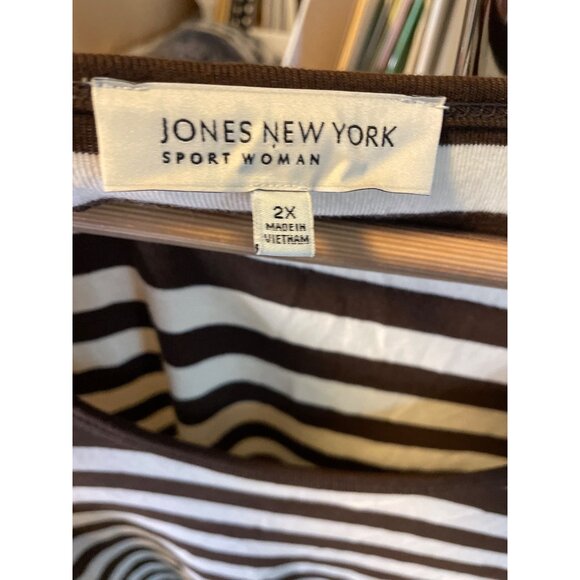 JONES NEW YORK
SPORT WOMAN
2X
MADE IN
VIETNAM